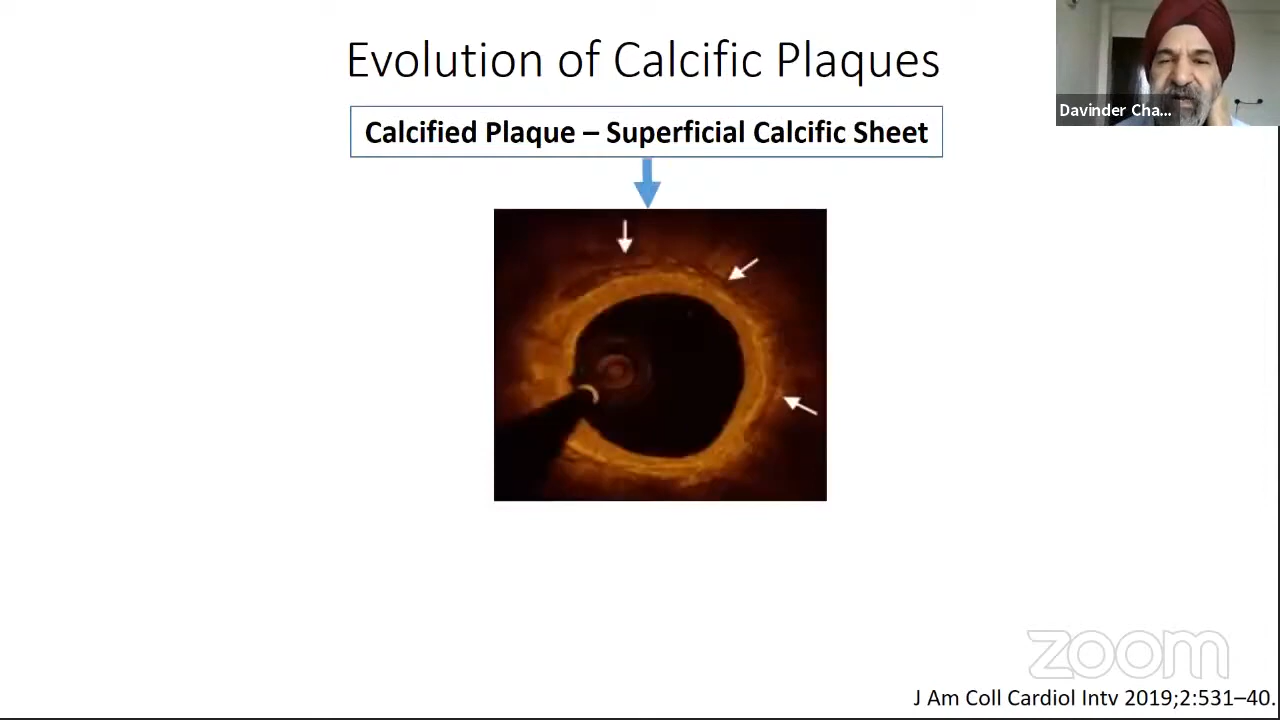 Evolution of Calcific Plaques
Davinder Cha...
Calcified Plaque – Superficial Calcific Sheet
zoom
J Am Coll Cardiol Intv 2019;2:531–40.